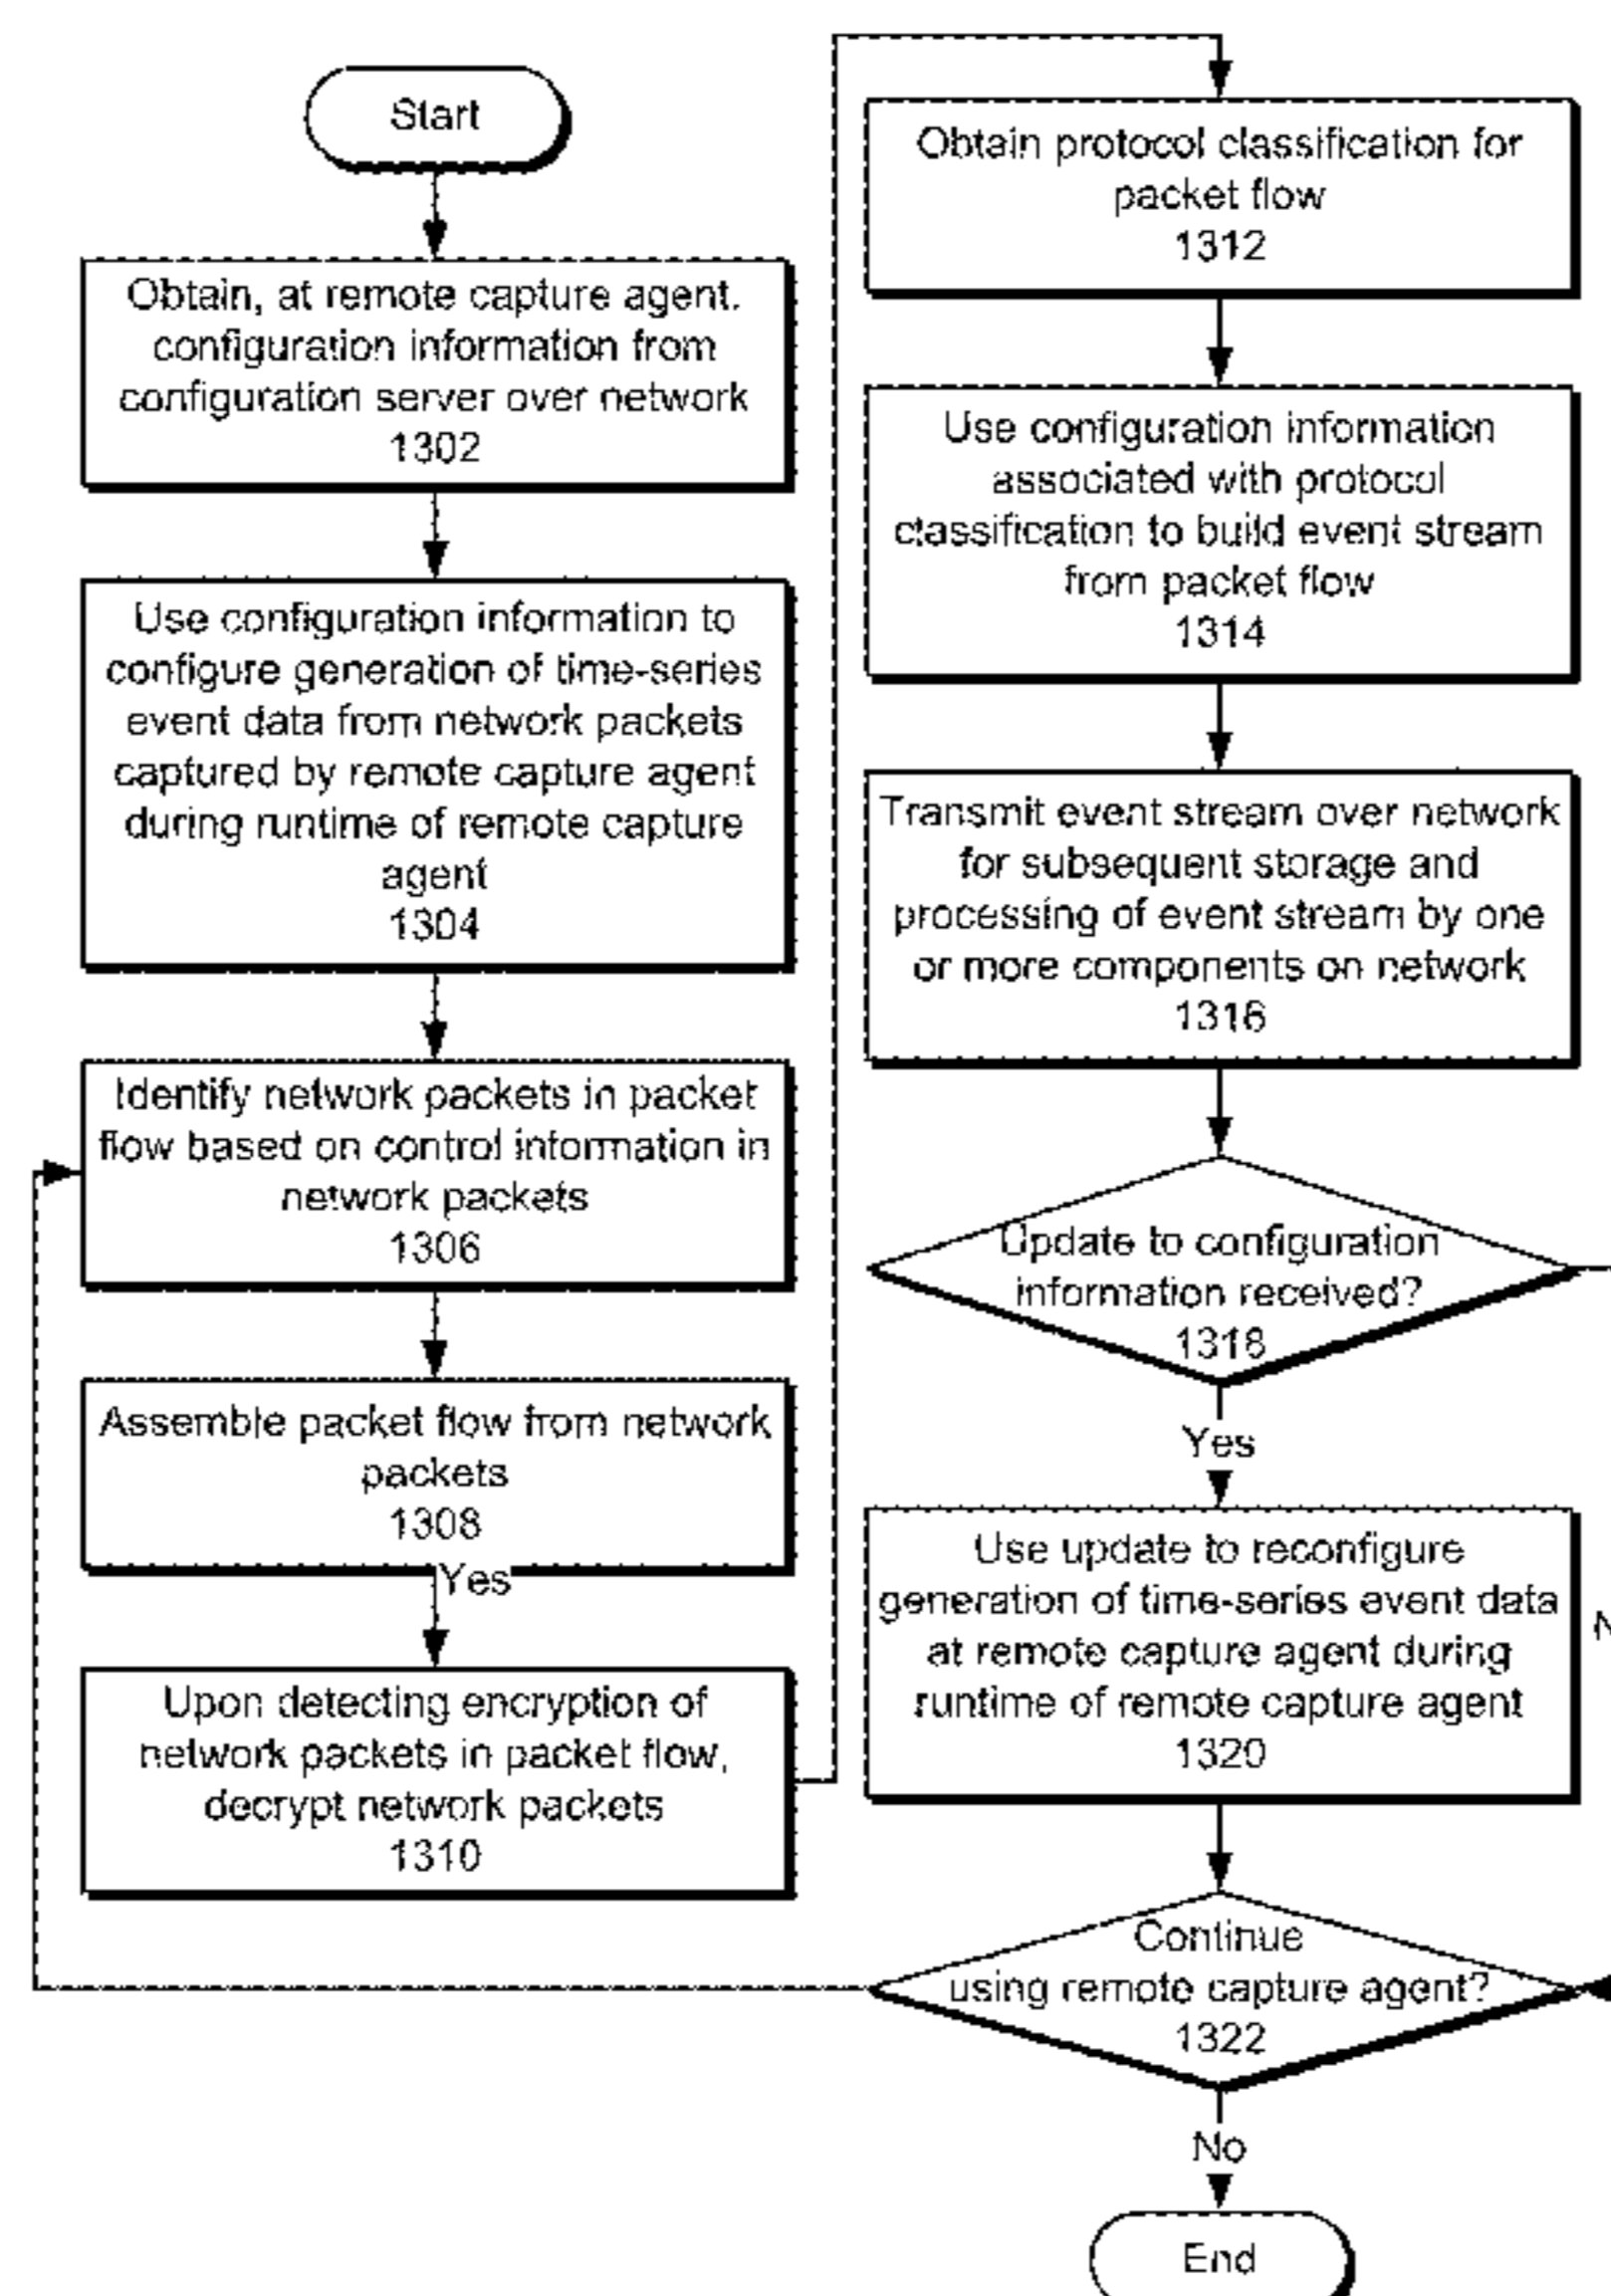 Start
Obtain, at remote capture agent,
configuration information from
configuration server over network
1302
Use configuration information to
configure generation of time-series
event data from network packets
captured by remote capture agent
during runtime of remote capture
agent
1304
Identify network packets in packet
flow based on control information in
network packets
1306
Assemble packet flow from network
packets
1308
Yes
Upon detecting encryption of
network packets in packet flow,
decrypt network packets
1310
Obtain protocol classification for
packet flow
1312
Use configuration information
associated with protocol
classification to build event stream
from packet flow
1314
Transmit event stream over network
for subsequent storage and
processing of event stream by one
or more components on network
1316
Update to configuration
information received?
1318
Yes
Use update to reconfigure
generation of time-series event data
at remote capture agent during
runtime of remote capture agent
1320
Continue
using remote capture agent?
1322
No
End